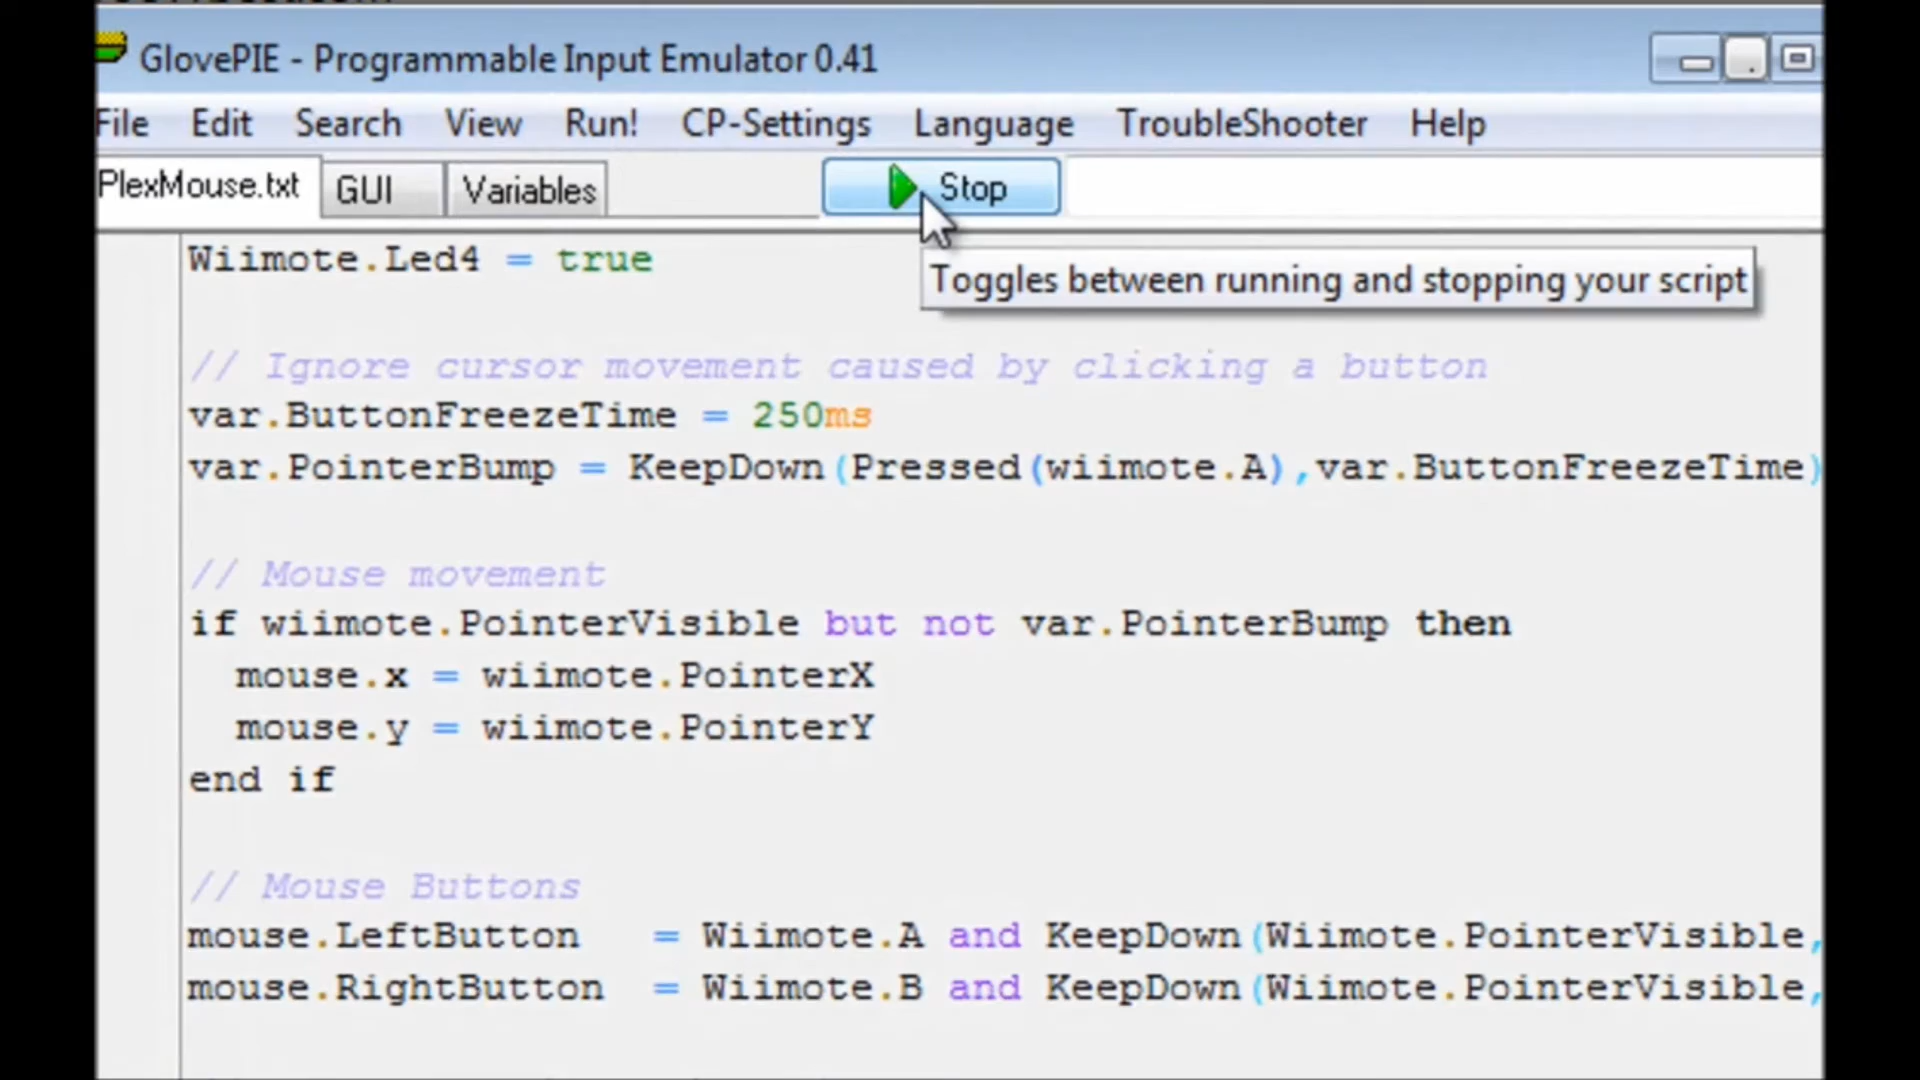 GlovePIE - Programmable Input Emulator 0.41
File Edit Search View Run! CP-Settings Language TroubleShooter Help
PlexMouse.txt GUI Variables Stop
Toggles between running and stopping your script
Wiimote.Led4 = true
// Ignore cursor movement caused by clicking a button
var.ButtonFreezeTime = 250ms
var.PointerBump = KeepDown(Pressed(wiimote.A),var.ButtonFreezeTime)
// Mouse movement
if wiimote.PointerVisible but not var.PointerBump then
mouse.x = wiimote.PointerX
mouse.y = wiimote.PointerY
end if
// Mouse Buttons
mouse.LeftButton = Wiimote.A and KeepDown(Wiimote.PointerVisible,
mouse.RightButton = Wiimote.B and KeepDown(Wiimote.PointerVisible,